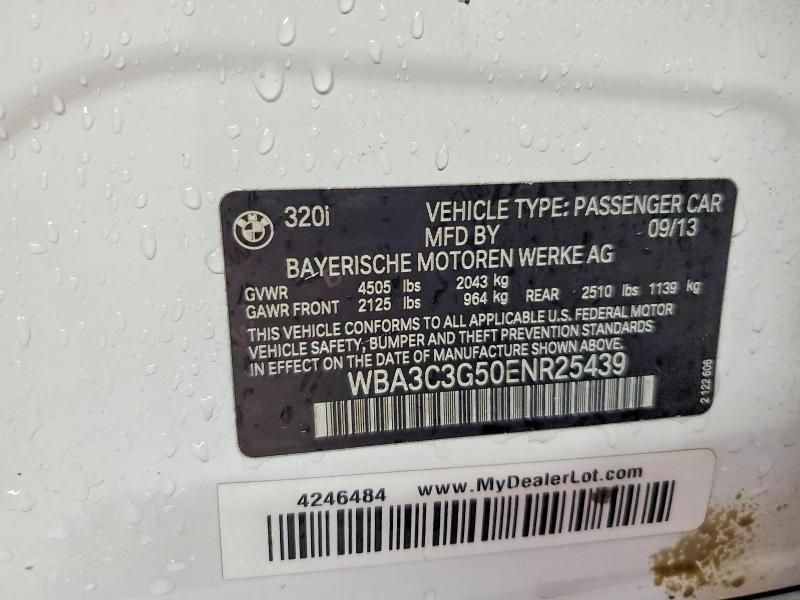 320i VEHICLE TYPE: PASSENGER CAR
MFD BY 09/13
BAYERISCHE MOTOREN WERKE AG
GVWR 4505 lbs 2043 kg
GAWR FRONT 2125 lbs 964 kg REAR 2510 lbs 1139 kg
THIS VEHICLE CONFORMS TO ALL APPLICABLE U.S. FEDERAL MOTOR
VEHICLE SAFETY, BUMPER AND THEFT PREVENTION STANDARDS
IN EFFECT ON THE DATE OF MANUFACTURE SHOWN ABOVE.
WBA3C3G50ENR25439
2 122 606
4246484 www.MyDealerLot.com